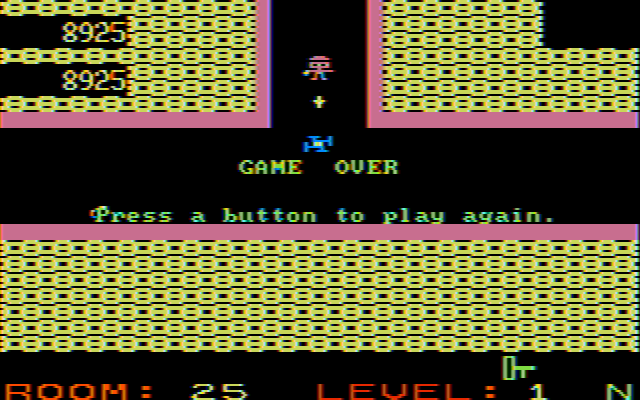 8925
8925
GAME OVER
Press a button to play again.
ROOM: 25 LEVEL: 1 N